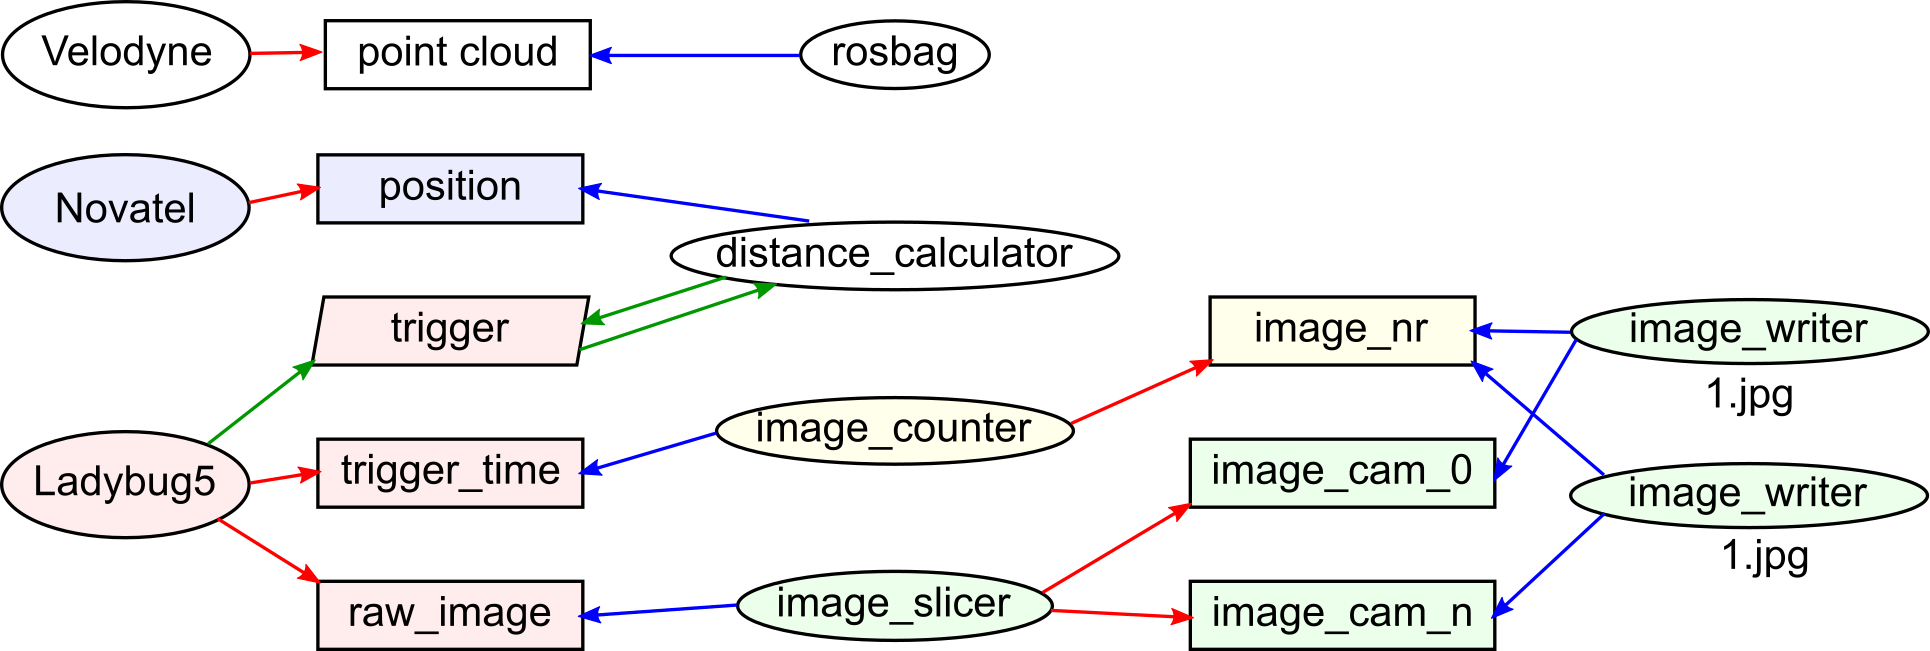 Velodyne
point cloud
rosbag
Novatel
position
distance_calculator
trigger
image_nr
image_writer
1.jpg
Ladybug5
trigger_time
image_counter
image_cam_0
image_writer
1.jpg
raw_image
image_slicer
image_cam_n